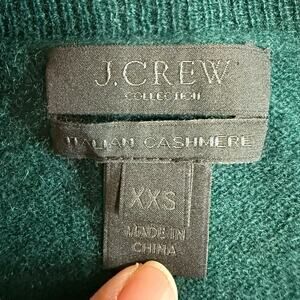 J.CREW
COLLECTION
ITALIAN CASHMERE
XXS
MADE IN
CHINA